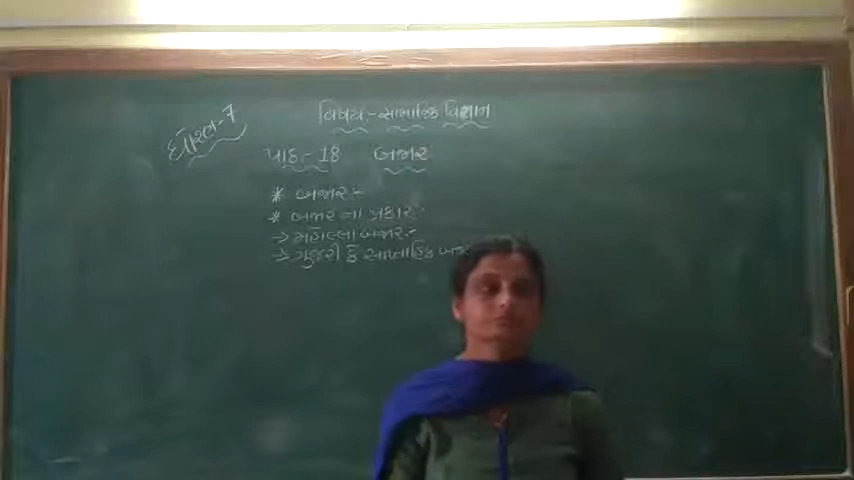 ધોરણ-7
વિષય:- સામાજિક વિજ્ઞાન
પાઠ:- 18 બજાર
* બજાર:-
* બજાર ના પ્રકાર:-
→ મહોલ્લા બજાર:-
→ ગુજરી કે સાપ્તાહિક